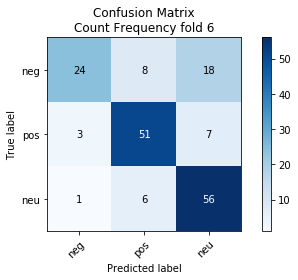 Confusion Matrix
Count Frequency fold 6
neg 24 8 18
pos 3 51 7
neu 1 6 56
neg pos neu
True label
Predicted label
50
40
30
20
10